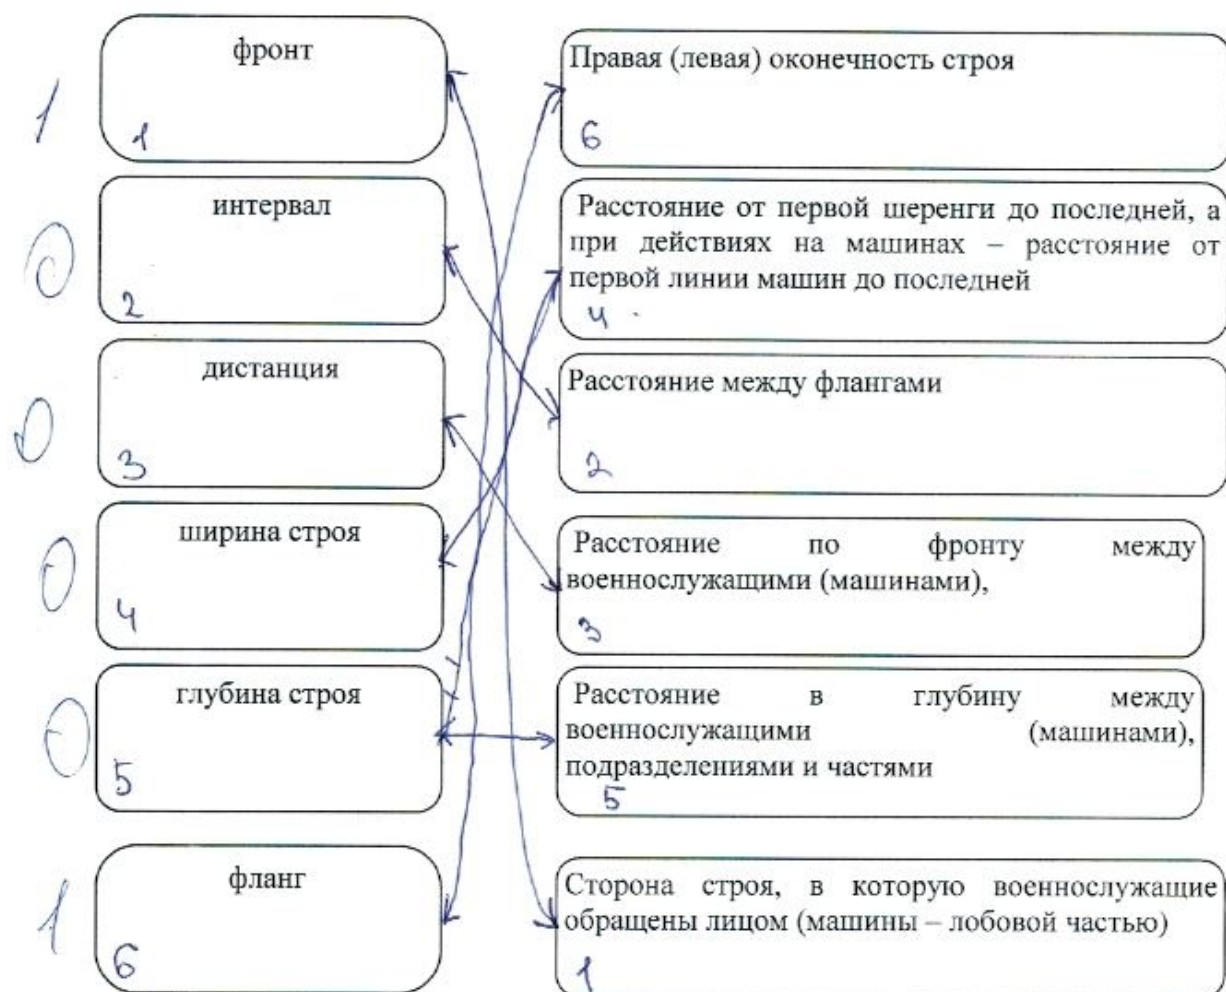 1
фронт
1
0
интервал
2
0
дистанция
3
0
ширина строя
4
0
глубина строя
5
1
фланг
6
Правая (левая) оконечность строя
6
Расстояние от первой шеренги до последней, а
при действиях на машинах – расстояние от
первой линии машин до последней
4
Расстояние между флангами
2
Расстояние по фронту между
военнослужащими (машинами),
3
Расстояние в глубину между
военнослужащими (машинами),
подразделениями и частями
5
Сторона строя, в которую военнослужащие
обращены лицом (машины – лобовой частью)
1